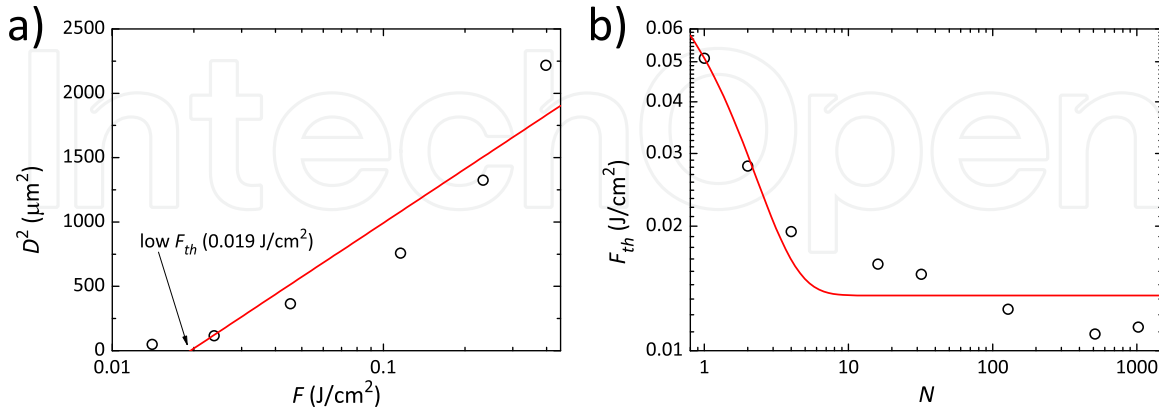 a)
2500
2000
1500
1000
500
0
D² (μm²)
low Fth (0.019 J/cm²)
0.01
0.1
F (J/cm²)
b)
0.06
0.05
0.04
0.03
0.02
0.01
Fth (J/cm²)
1
10
100
1000
N
IntechOpen